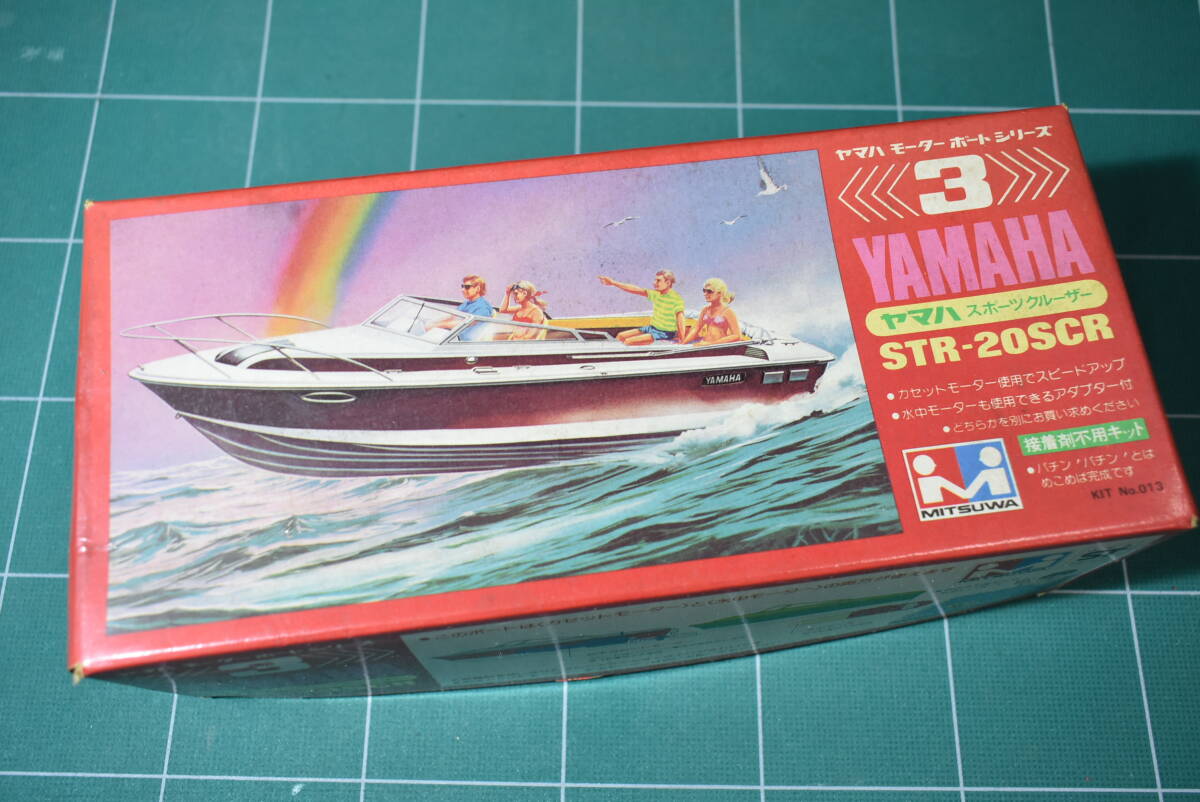 ヤマハ モーター ボートシリーズ
3
YAMAHA
ヤマハ スポーツクルーザー
STR-20SCR
• カセットモーター使用でスピードアップ
• 水中モーターも使用できるアダプター付
• どちらかを別にお買い求めください
接着剤不用キット
• パチン〝パチン〟とは
めこめば完成です
MITSUWA
KIT No.013
YAMAHA
3